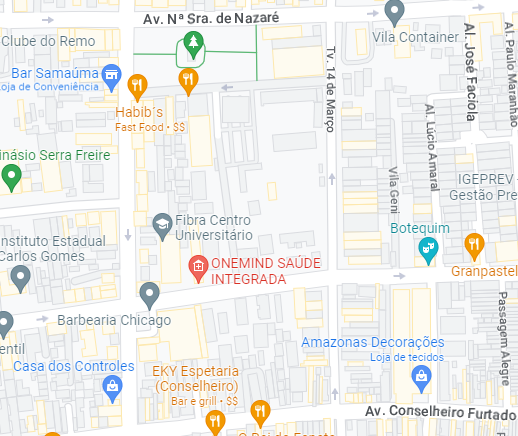 Av. Nª Sra. de Nazaré
Clube do Remo
Vila Container
Al. José Faciola
Al. Paulo Maranhão
Bar Samaúma
Loja de Conveniência
Habib´s
Fast Food • $$
Tv. 14 de Março
Al. Lúcio Amaral
Vila Geni
inásio Serra Freire
IGEPREV -
Gestão Pre
Fibra Centro
Universitário
Botequim
Instituto Estadual
Carlos Gomes
ONEMIND SAÚDE
INTEGRADA
Granpastel
Passagem Alegre
Barbearia Chicago
entil
Amazonas Decorações
Loja de tecidos
Casa dos Controles
EKY Espetaria
(Conselheiro)
Bar e grill • $$
Av. Conselheiro Furtado